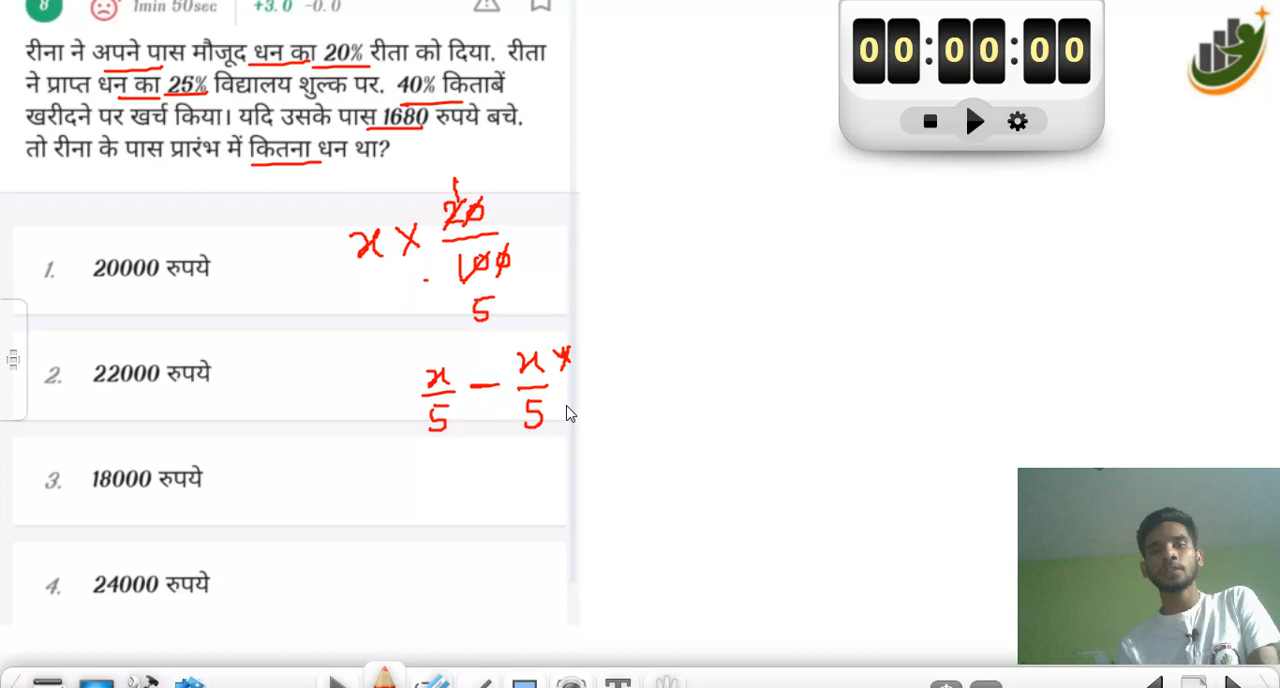 8 1min 50sec +3.0 -0.0
रीना ने अपने पास मौजूद धन का 20% रीता को दिया. रीता
ने प्राप्त धन का 25% विद्यालय शुल्क पर. 40% किताबें
खरीदने पर खर्च किया। यदि उसके पास 1680 रुपये बचे.
तो रीना के पास प्रारंभ में कितना धन था?
x × 20/100
1
5
1. 20000 रुपये
2. 22000 रुपये
x/5 - x/5
3. 18000 रुपये
4. 24000 रुपये
00:00:00